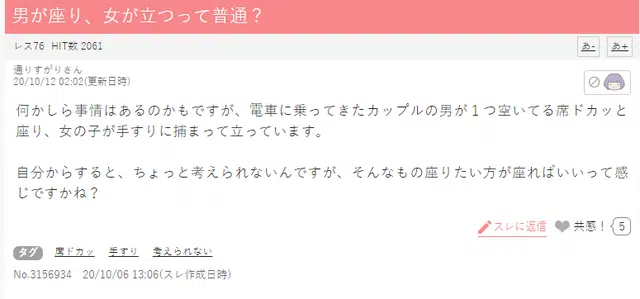 男が座り、女が立つって普通？
レス76 HIT数 2061
あ-
あ+
通りすがりさん
20/10/12 02:02(更新日時)
何かしら事情はあるのかもですが、電車に乗ってきたカップルの男が１つ空いてる席ドカッと
座り、女の子が手すりに捕まって立っています。
自分からすると、ちょっと考えられないんですが、そんなもの座りたい方が座ればいいって感
じですかね？
スレに返信
共感！
5
タグ
席ドカッ 手すり 考えられない
No.3156934 20/10/06 13:06(スレ作成日時)